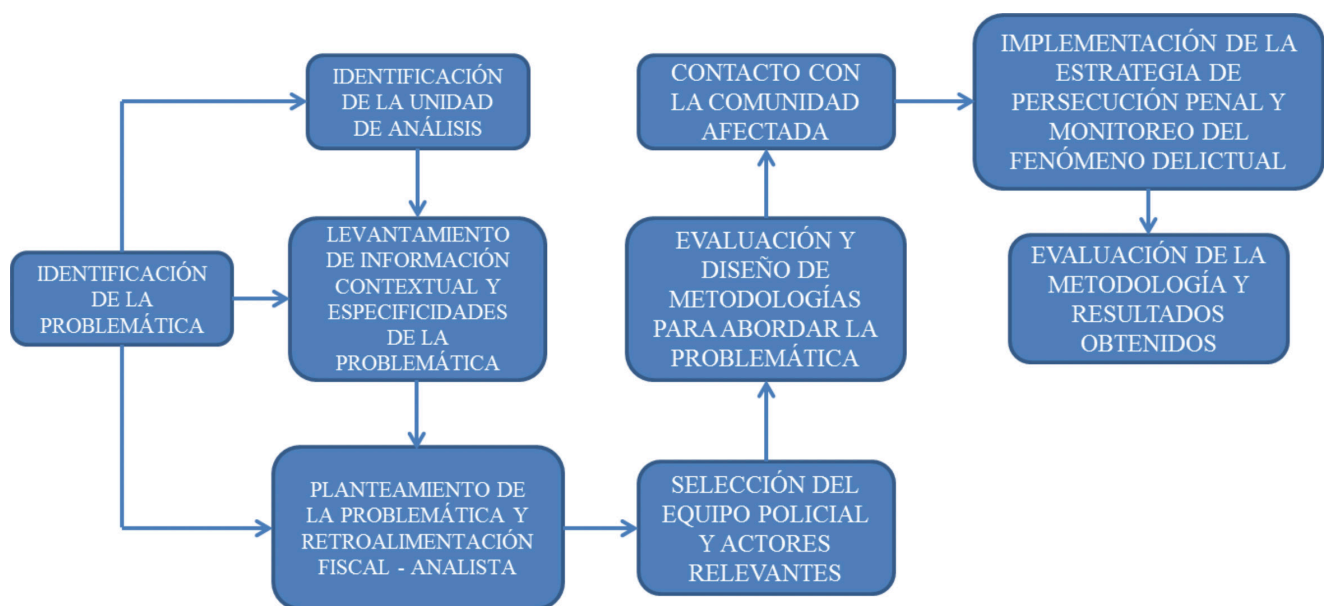 IDENTIFICACIÓN
DE LA
PROBLEMÁTICA
IDENTIFICACIÓN
DE LA UNIDAD
DE ANÁLISIS
LEVANTAMIENTO
DE INFORMACIÓN
CONTEXTUAL Y
ESPECIFICIDADES
DE LA
PROBLEMÁTICA
PLANTEAMIENTO DE
LA PROBLEMÁTICA Y
RETROALIMENTACIÓN
FISCAL - ANALISTA
SELECCIÓN DEL
EQUIPO POLICIAL
Y ACTORES
RELEVANTES
EVALUACIÓN Y
DISEÑO DE
METODOLOGÍAS
PARA ABORDAR LA
PROBLEMÁTICA
CONTACTO CON
LA COMUNIDAD
AFECTADA
IMPLEMENTACIÓN DE LA
ESTRATEGIA DE
PERSECUCIÓN PENAL Y
MONITOREO DEL
FENÓMENO DELICTUAL
EVALUACIÓN DE LA
METODOLOGÍA Y
RESULTADOS
OBTENIDOS